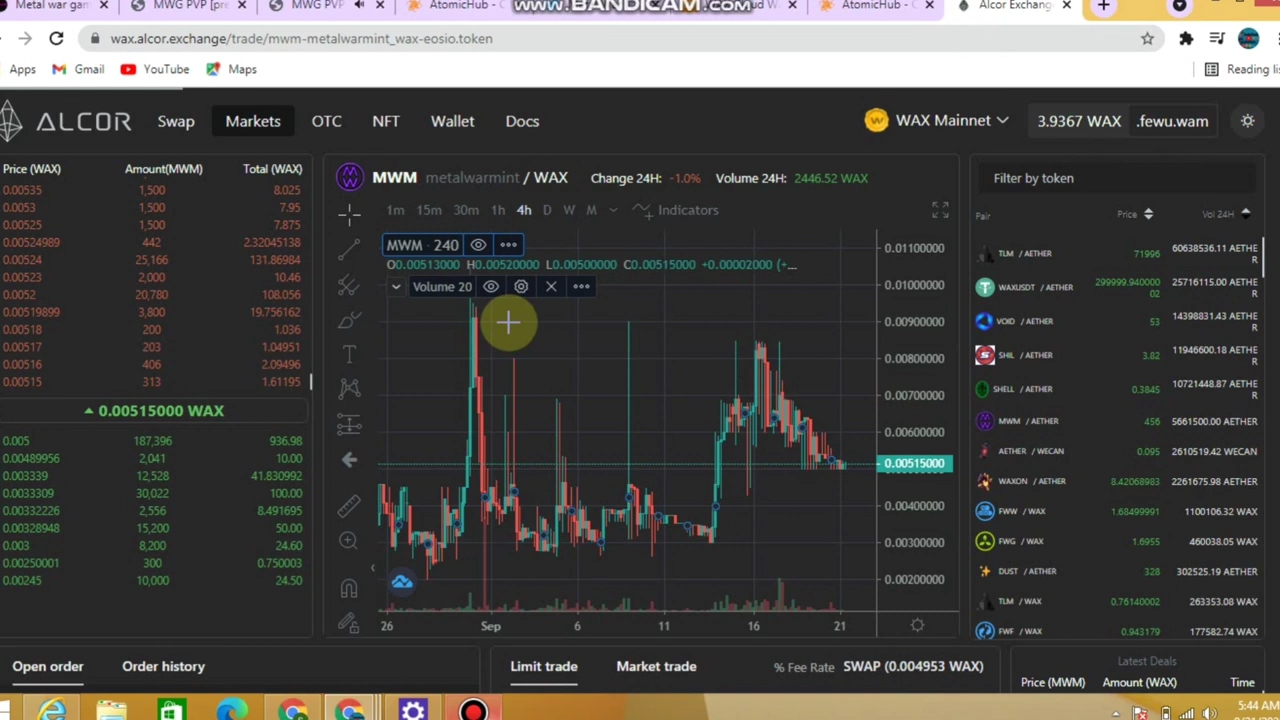 Metal war gam
MWG PVP [pre
MWG PVP
AtomicHub - 
www.BANDICAM.com
ud W
AtomicHub - C
Alcor Exchang
wax.alcor.exchange/trade/mwm-metalwarmint_wax-eosio.token
Apps Gmail YouTube Maps Reading lis
ALCOR Swap Markets OTC NFT Wallet Docs WAX Mainnet 3.9367 WAX .fewu.wam
Price (WAX) Amount(MWM) Total (WAX)
0.00535 1,500 8.025
0.0053 1,500 7.95
0.00525 1,500 7.875
0.00524989 442 2.32045138
0.00524 25,166 131.86984
0.00523 2,000 10.46
0.0052 20,780 108.056
0.00519899 3,800 19.756162
0.00518 200 1.036
0.00517 203 1.04951
0.00516 406 2.09496
0.00515 313 1.61195
0.00515000 WAX
0.005 187,396 936.98
0.00489956 2,041 10.00
0.003339 12,528 41.830992
0.0033309 30,022 100.00
0.00332226 2,556 8.491695
0.00328948 15,200 50.00
0.003 8,200 24.60
0.00250001 300 0.750003
0.00245 10,000 24.50
MWM metalwarmint / WAX Change 24H: -1.0% Volume 24H: 2446.52 WAX
1m 15m 30m 1h 4h D W M Indicators
MWM · 240
O0.00513000 H0.00520000 L0.00500000 C0.00515000 +0.00002000 (+...
Volume 20
0.01100000
0.01000000
0.00900000
0.00800000
0.00700000
0.00600000
0.00515000
0.00400000
0.00300000
0.00200000
26 Sep 6 11 16 21
Filter by token
Pair Price Vol 24H
TLM / AETHER 71996 60638536.11 AETHE
R
WAXUSDT / AETHER 299999.940000
02 25716115.00 AETHE
R
VOID / AETHER 53 14398831.43 AETHE
R
SHIL / AETHER 3.82 11946600.18 AETHE
R
SHELL / AETHER 0.3845 10721448.87 AETHE
R
MWM / AETHER 456 5661500.00 AETHER
AETHER / WECAN 0.095 2610519.42 WECAN
WAXON / AETHER 8.42068983 2261675.98 AETHER
FWW / WAX 1.68499991 1100106.32 WAX
FWG / WAX 1.6955 460038.05 WAX
DUST / AETHER 328 302525.19 AETHER
TLM / WAX 0.76140002 263353.08 WAX
FWF / WAX 0.943179 177582.74 WAX
Open order Order history
Limit trade Market trade % Fee Rate SWAP (0.004953 WAX)
Latest Deals
Price (MWM) Amount (WAX) Time
5:44 AM